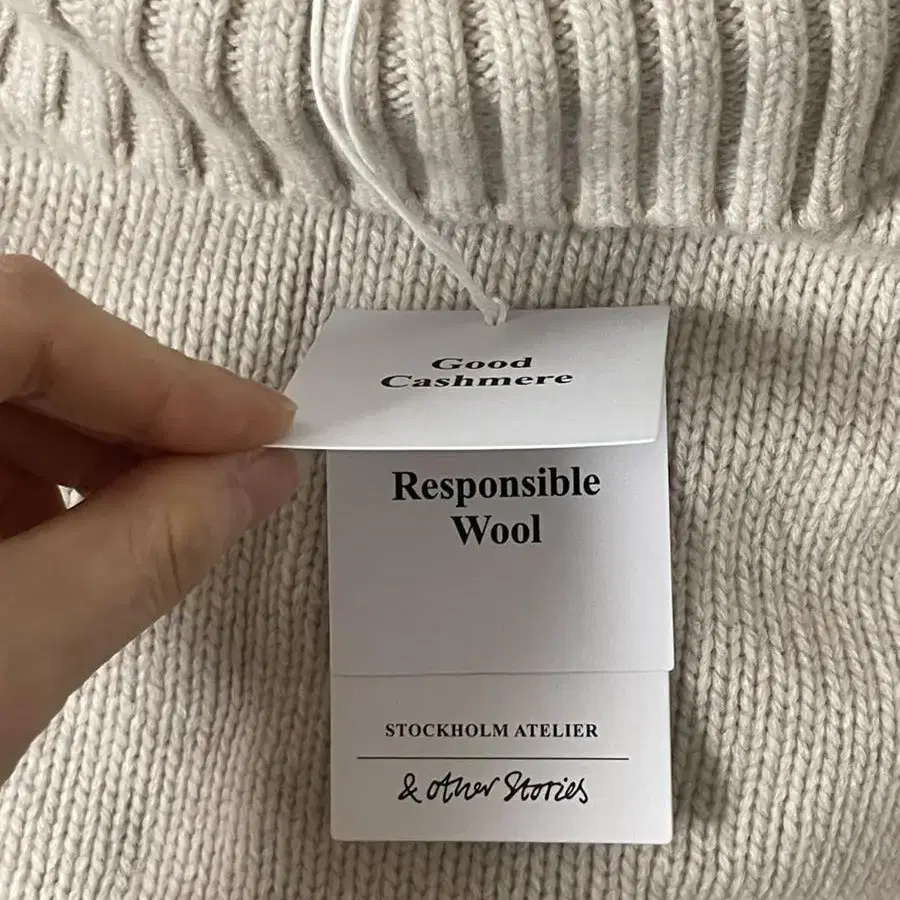 Good
Cashmere
Responsible
Wool
STOCKHOLM ATELIER
& other Stories